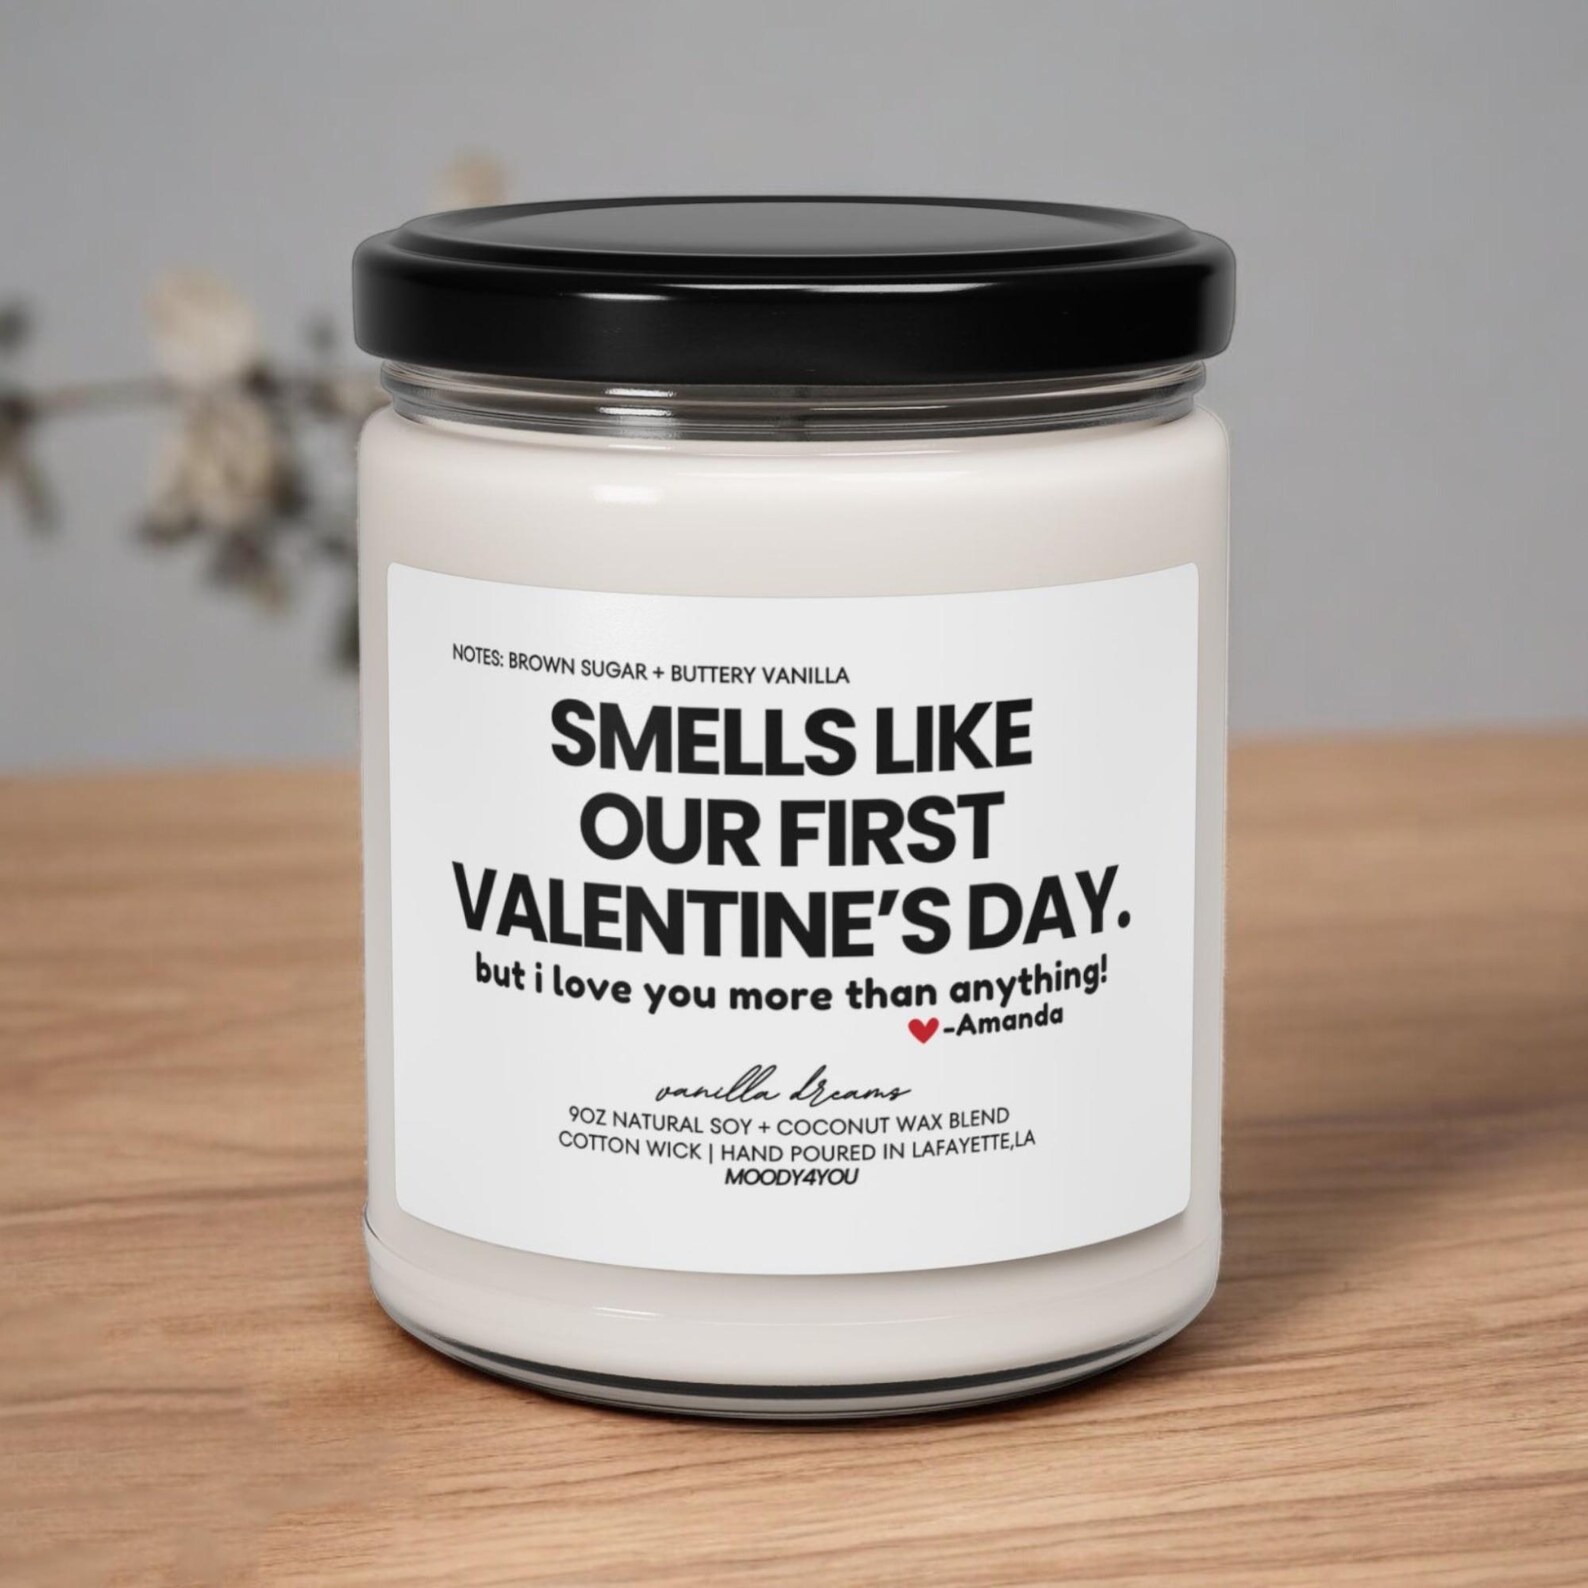 NOTES: BROWN SUGAR + BUTTERY VANILLA
SMELLS LIKE
OUR FIRST
VALENTINE'S DAY.
but i love you more than anything!
❤-Amanda
vanilla dreams
9OZ NATURAL SOY + COCONUT WAX BLEND
COTTON WICK | HAND POURED IN LAFAYETTE,LA
MOODY4YOU